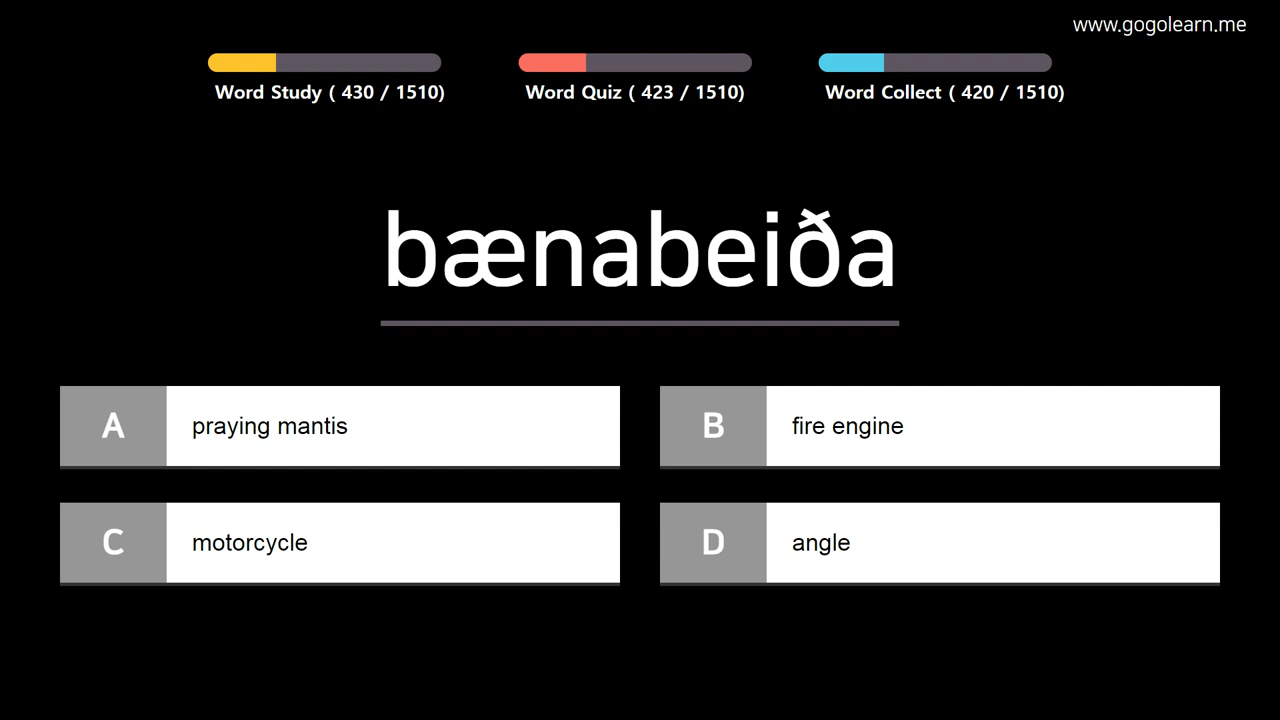 www.gogolearn.me
Word Study ( 430 / 1510)
Word Quiz ( 423 / 1510)
Word Collect ( 420 / 1510)
bænabeiða
A praying mantis
B fire engine
C motorcycle
D angle